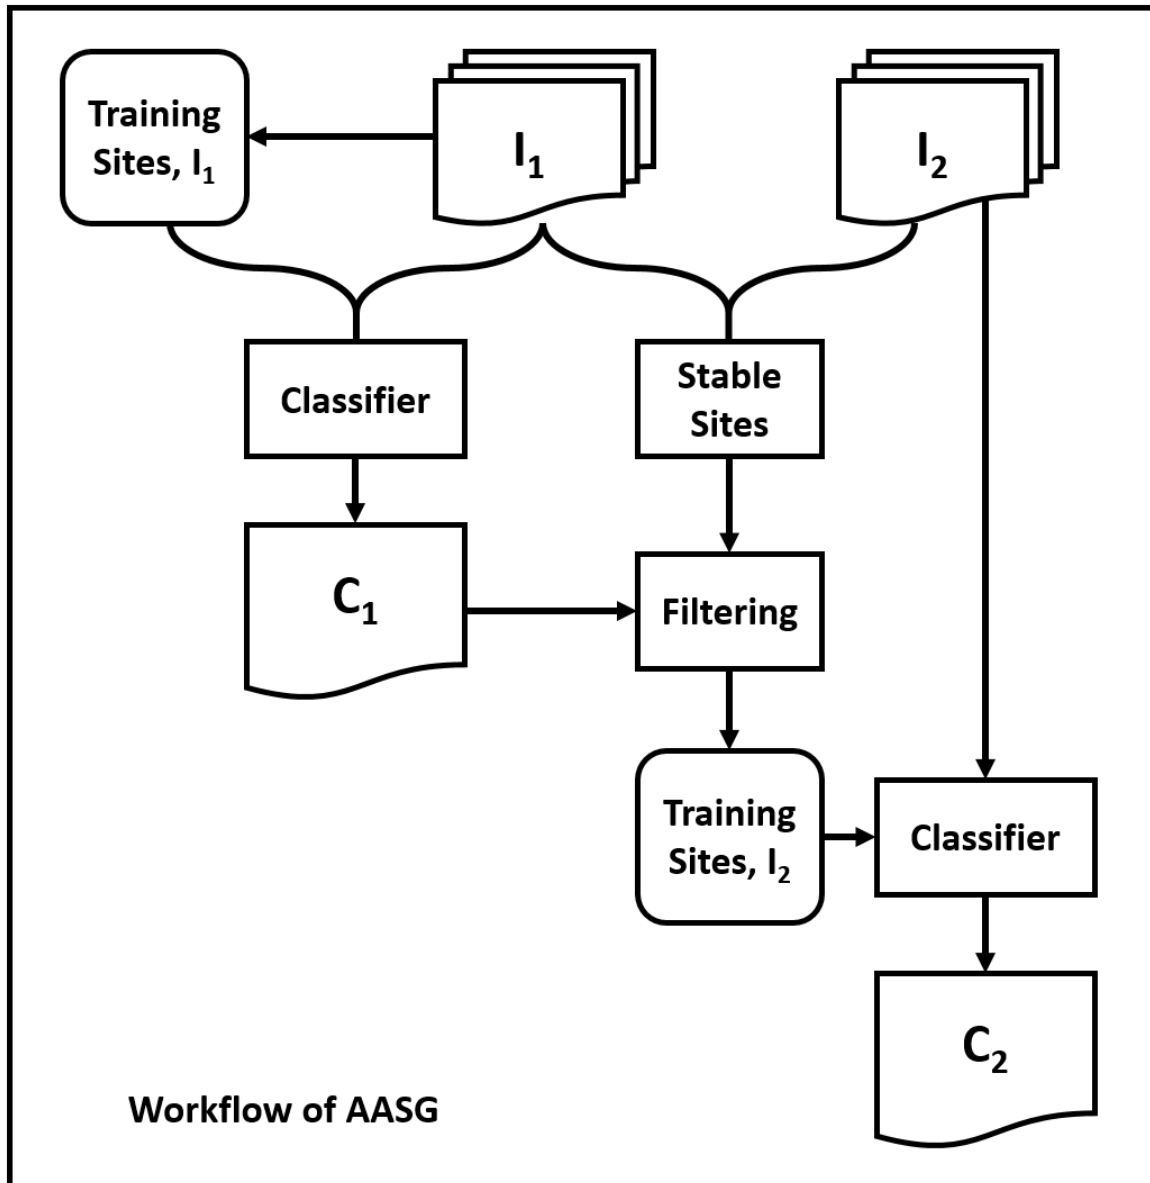 Training
Sites, I₁
I₁
I₂
Classifier
Stable
Sites
C₁
Filtering
Training
Sites, I₂
Classifier
C₂
Workflow of AASG